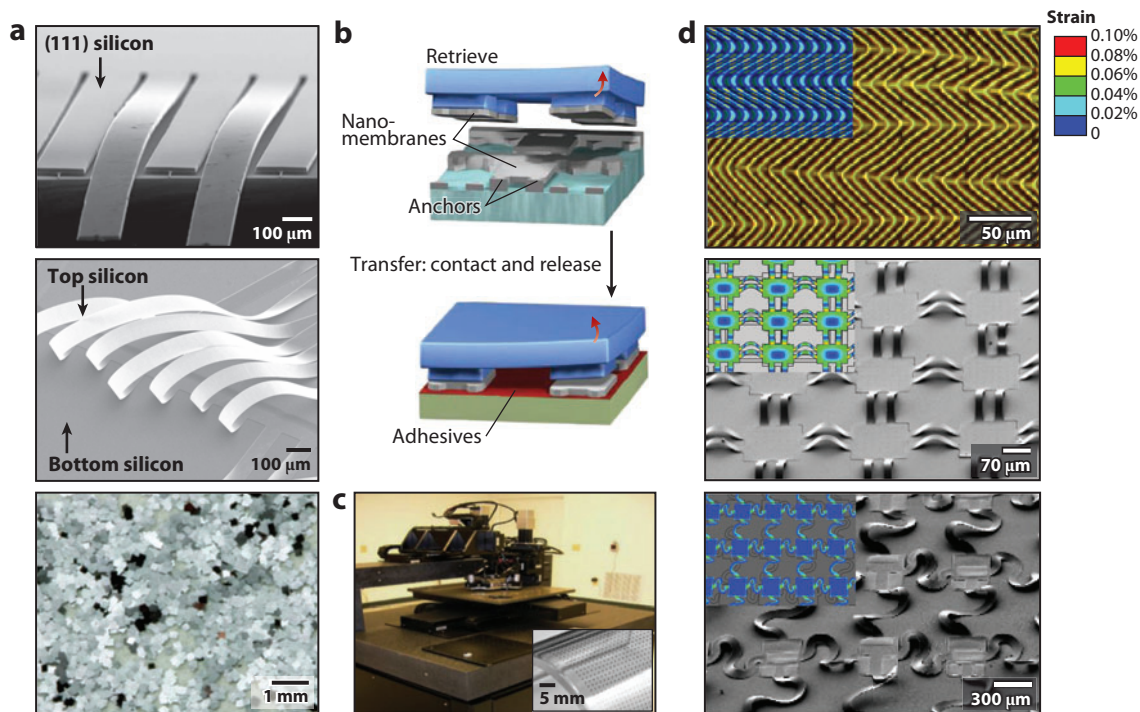 a
(111) silicon
100 μm
Top silicon
Bottom silicon
100 μm
1 mm
b
Retrieve
Nano-
membranes
Anchors
Transfer: contact and release
Adhesives
c
5 mm
d
50 μm
70 μm
300 μm
Strain
0.10%
0.08%
0.06%
0.04%
0.02%
0